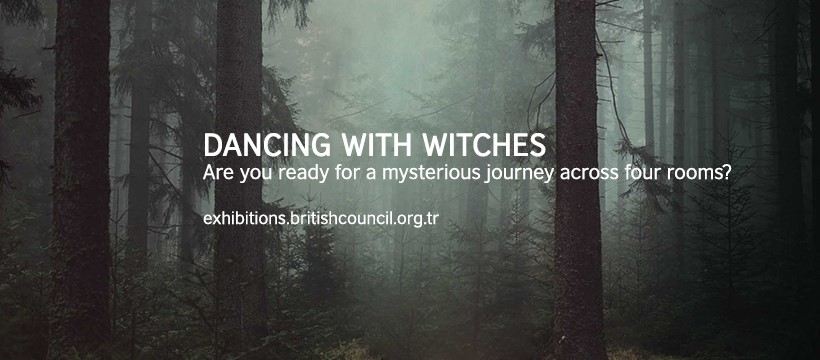 DANCING WITH WITCHES
Are you ready for a mysterious journey across four rooms?
exhibitions.britishcouncil.org.tr